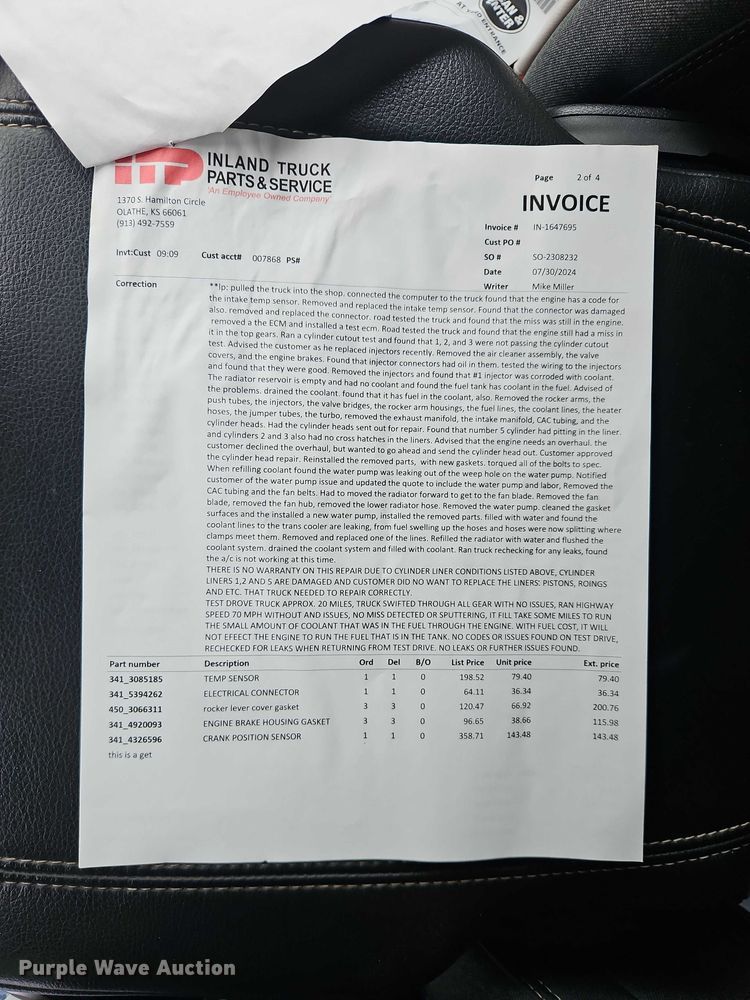 AN &
NTER
AT YARD ENTRANCE
ITP INLAND TRUCK
PARTS & SERVICE
'An Employee Owned Company'
1370 S. Hamilton Circle
OLATHE, KS 66061
(913) 492-7559
Page 2 of 4
INVOICE
Invoice # IN-1647695
Cust PO #
SO # SO-2308232
Date 07/30/2024
Writer Mike Miller
Invt:Cust 09:09 Cust acct# 007868 PS#
Correction
**lp: pulled the truck into the shop. connected the computer to the truck found that the engine has a code for
the intake temp sensor. Removed and replaced the intake temp sensor. Found that the connector was damaged
also. removed and replaced the connector. road tested the truck and found that the miss was still in the engine.
removed a the ECM and installed a test ecm. Road tested the truck and found that the engine still had a miss in
it in the top gears. Ran a cylinder cutout test and found that 1, 2, and 3 were not passing the cylinder cutout
test. Advised the customer as he replaced injectors recently. Removed the air cleaner assembly, the valve
covers, and the engine brakes. Found that injector connectors had oil in them. tested the wiring to the injectors
and found that they were good. Removed the injectors and found that #1 injector was corroded with coolant.
The radiator reservoir is empty and had no coolant and found the fuel tank has coolant in the fuel. Advised of
the problems. drained the coolant. found that it has fuel in the coolant, also. Removed the rocker arms, the
push tubes, the injectors, the valve bridges, the rocker arm housings, the fuel lines, the coolant lines, the heater
hoses, the jumper tubes, the turbo, removed the exhaust manifold, the intake manifold, CAC tubing, and the
cylinder heads. Had the cylinder heads sent out for repair. Found that number 5 cylinder had pitting in the liner.
and cylinders 2 and 3 also had no cross hatches in the liners. Advised that the engine needs an overhaul. the
customer declined the overhaul, but wanted to go ahead and send the cylinder head out. Customer approved
the cylinder head repair. Reinstalled the removed parts, with new gaskets. torqued all of the bolts to spec.
When refilling coolant found the water pump was leaking out of the weep hole on the water pump. Notified
customer of the water pump issue and updated the quote to include the water pump and labor, Removed the
CAC tubing and the fan belts. Had to moved the radiator forward to get to the fan blade. Removed the fan
blade, removed the fan hub, removed the lower radiator hose. Removed the water pump. cleaned the gasket
surfaces and the installed a new water pump, installed the removed parts. filled with water and found the
coolant lines to the trans cooler are leaking, from fuel swelling up the hoses and hoses were now splitting where
clamps meet them. Removed and replaced one of the lines. Refilled the radiator with water and flushed the
coolant system. drained the coolant system and filled with coolant. Ran truck rechecking for any leaks, found
the a/c is not working at this time.
THERE IS NO WARRANTY ON THIS REPAIR DUE TO CYLINDER LINER CONDITIONS LISTED ABOVE, CYLINDER
LINERS 1,2 AND 5 ARE DAMAGED AND CUSTOMER DID NO WANT TO REPLACE THE LINERS: PISTONS, ROINGS
AND ETC. THAT TRUCK NEEDED TO REPAIR CORRECTLY.
TEST DROVE TRUCK APPROX. 20 MILES, TRUCK SWIFTED THROUGH ALL GEAR WITH NO ISSUES, RAN HIGHWAY
SPEED 70 MPH WITHOUT AND ISSUES, NO MISS DETECTED OR SPUTTERING, IT FILL TAKE SOME MILES TO RUN
THE SMALL AMOUNT OF COOLANT THAT WAS IN THE FUEL THROUGH THE ENGINE. WITH FUEL COST, IT WILL
NOT EFEECT THE ENGINE TO RUN THE FUEL THAT IS IN THE TANK. NO CODES OR ISSUES FOUND ON TEST DRIVE,
RECHECKED FOR LEAKS WHEN RETURNING FROM TEST DRIVE. NO LEAKS OR FURTHER ISSUES FOUND.
Part number Description Ord Del B/O List Price Unit price Ext. price
341_3085185 TEMP SENSOR 1 1 0 198.52 79.40 79.40
341_5394262 ELECTRICAL CONNECTOR 1 1 0 64.11 36.34 36.34
450_3066311 rocker lever cover gasket 3 3 0 120.47 66.92 200.76
341_4920093 ENGINE BRAKE HOUSING GASKET 3 3 0 96.65 38.66 115.98
341_4326596 CRANK POSITION SENSOR 1 1 0 358.71 143.48 143.48
this is a get
Purple Wave Auction